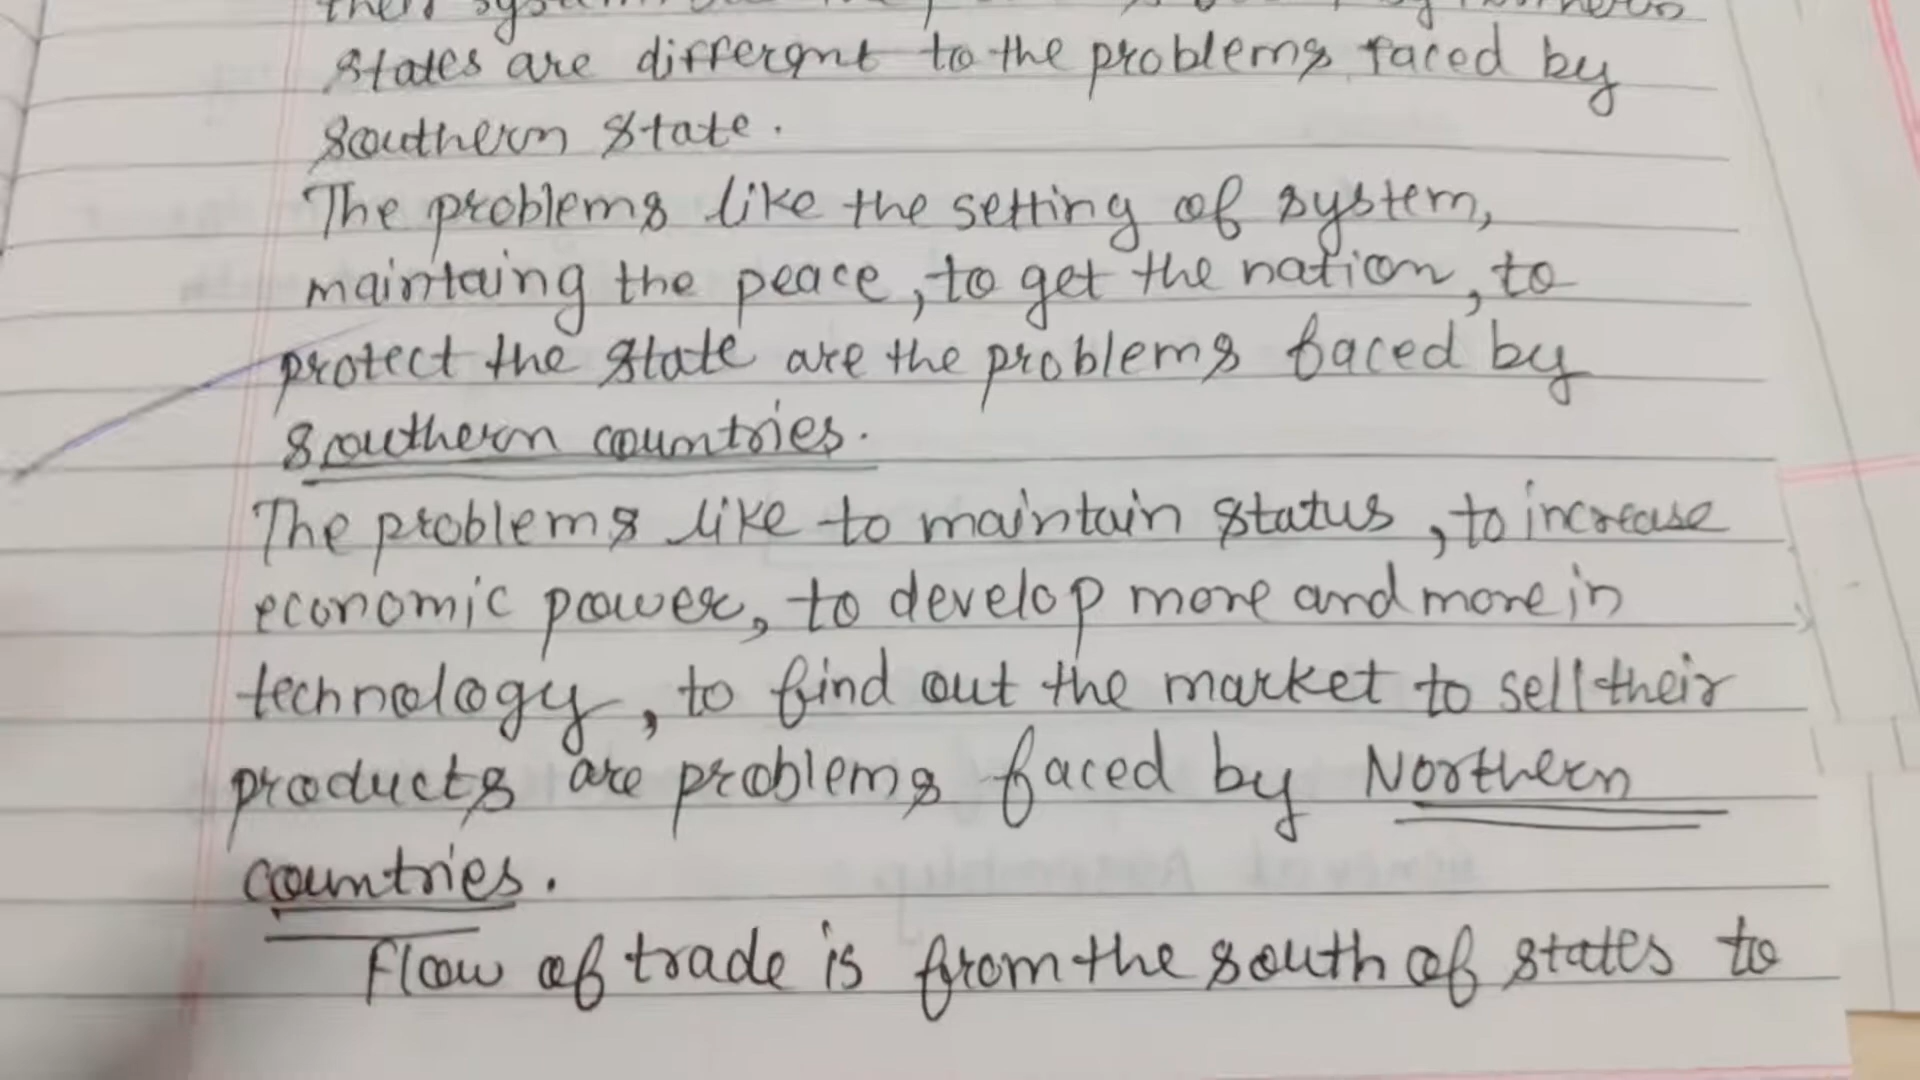 states are different to the problems faced by
southern state.
The problems like the setting of system,
maintaing the peace, to get the nation, to
protect the state are the problems faced by
southern countries.
The problems like to maintain status, to increase
economic power, to develop more and more in
technology, to find out the market to sell their
products are problems faced by Northern
countries.
Flow of trade is from the south of states to